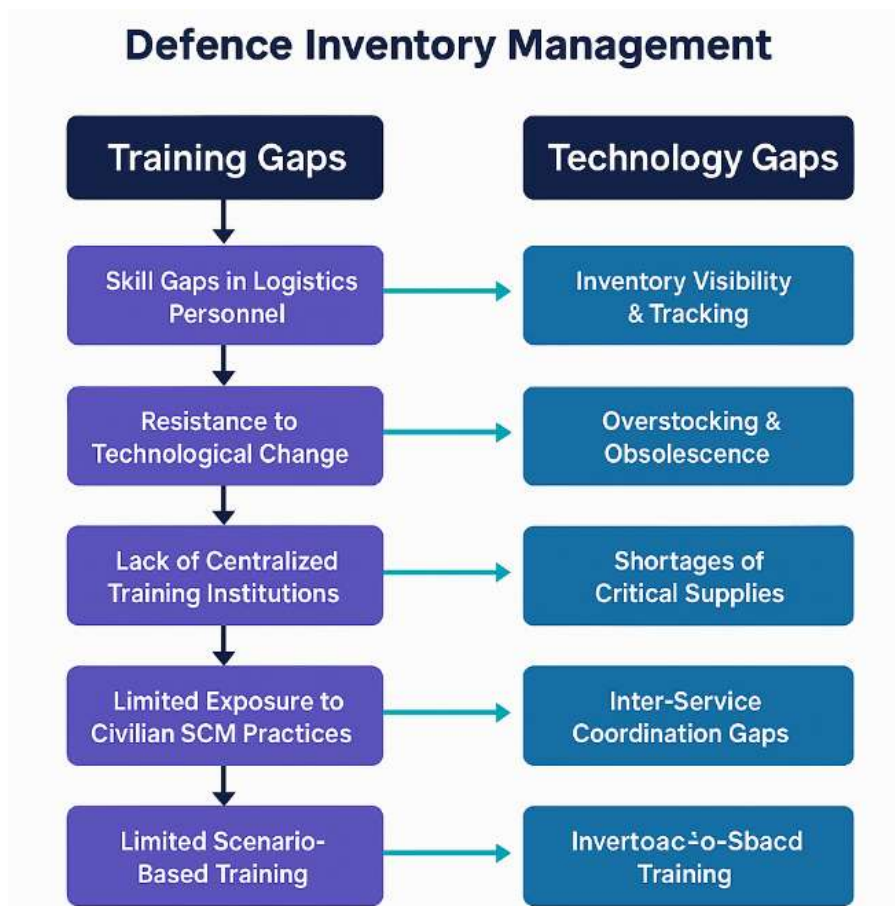 Defence Inventory Management
Training Gaps
Technology Gaps
Skill Gaps in Logistics
Personnel
Inventory Visibility
& Tracking
Resistance to
Technological Change
Overstocking &
Obsolescence
Lack of Centralized
Training Institutions
Shortages of
Critical Supplies
Limited Exposure to
Civilian SCM Practices
Inter-Service
Coordination Gaps
Limited Scenario-
Based Training
Training